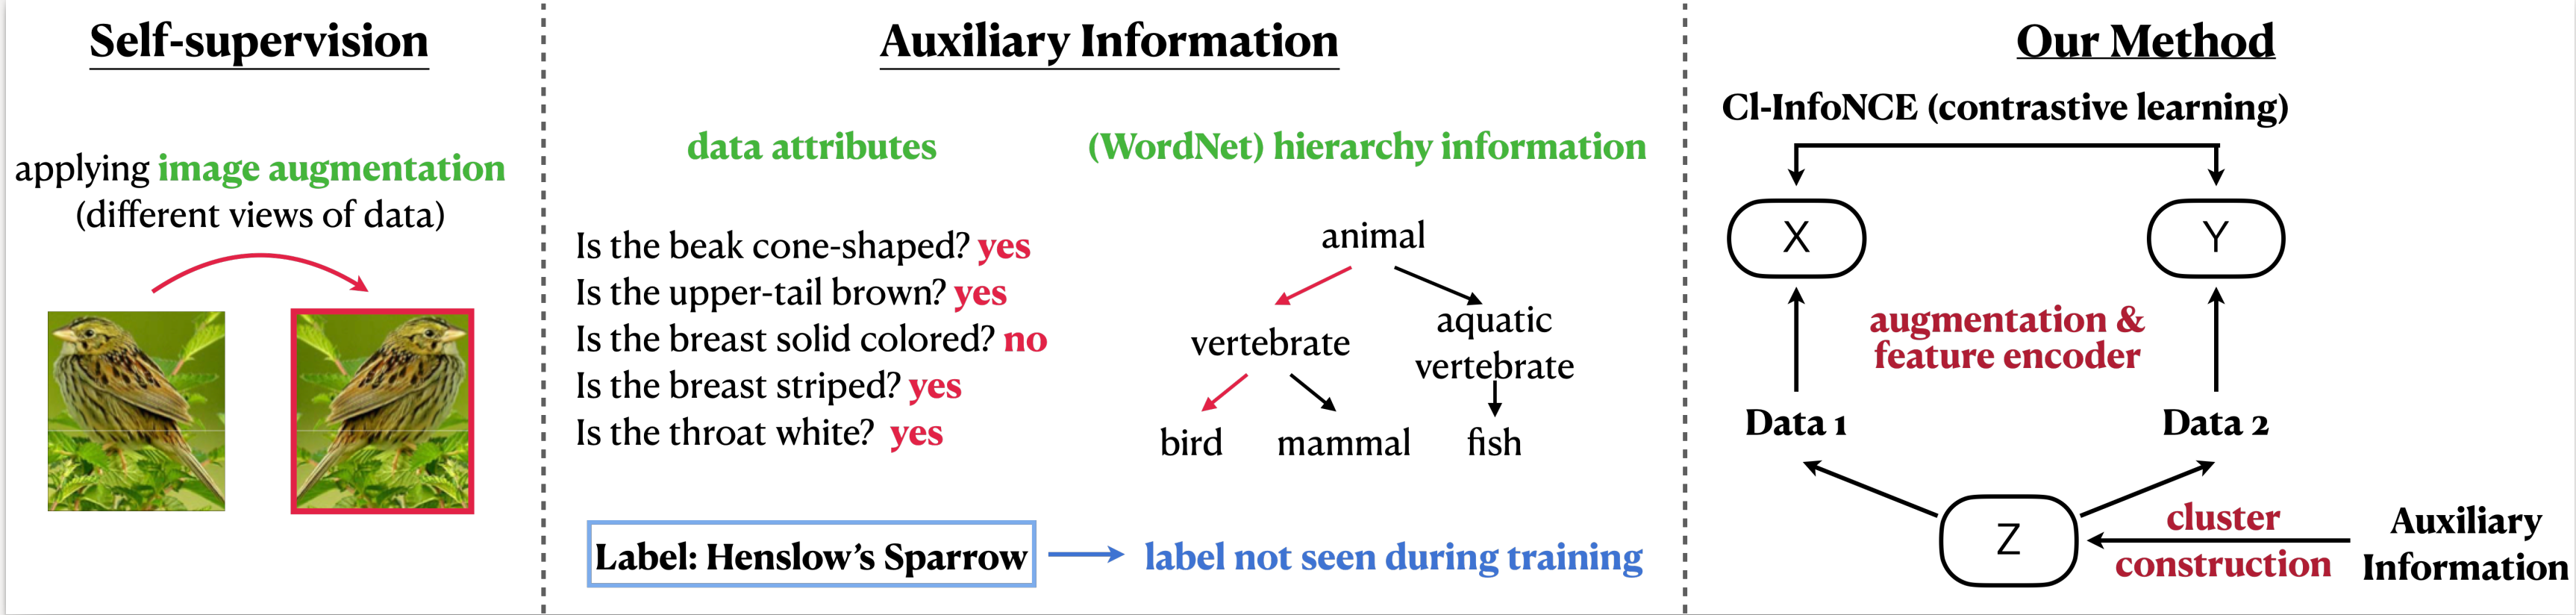 Self-supervision
applying image augmentation
(different views of data)
Auxiliary Information
data attributes
Is the beak cone-shaped? yes
Is the upper-tail brown? yes
Is the breast solid colored? no
Is the breast striped? yes
Is the throat white? yes
(WordNet) hierarchy information
animal
vertebrate
aquatic
vertebrate
bird
mammal
fish
Label: Henslow's Sparrow
label not seen during training
Our Method
Cl-InfoNCE (contrastive learning)
X
Y
augmentation &
feature encoder
Data 1
Data 2
Z
cluster
construction
Auxiliary
Information